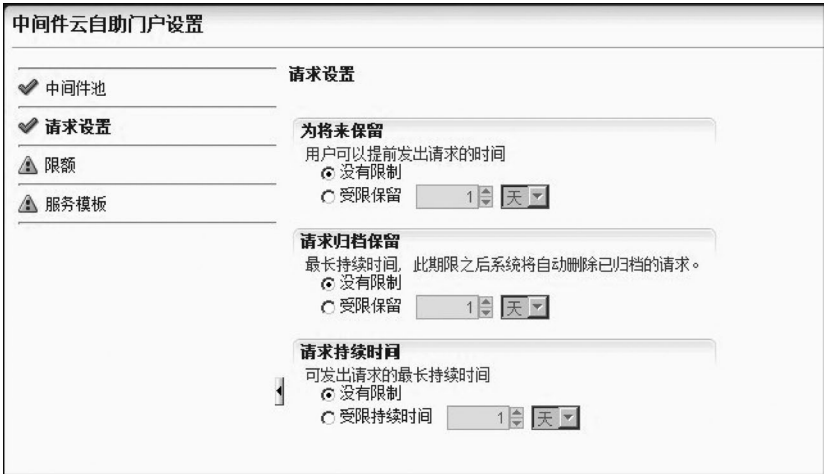 中间件云自助门户设置
中间件池
请求设置
限额
服务模板
请求设置
为将来保留
用户可以提前发出请求的时间
没有限制
受限保留 1 天
请求归档保留
最长持续时间, 此期限之后系统将自动删除已归档的请求。
没有限制
受限保留 1 天
请求持续时间
可发出请求的最长持续时间
没有限制
受限持续时间 1 天